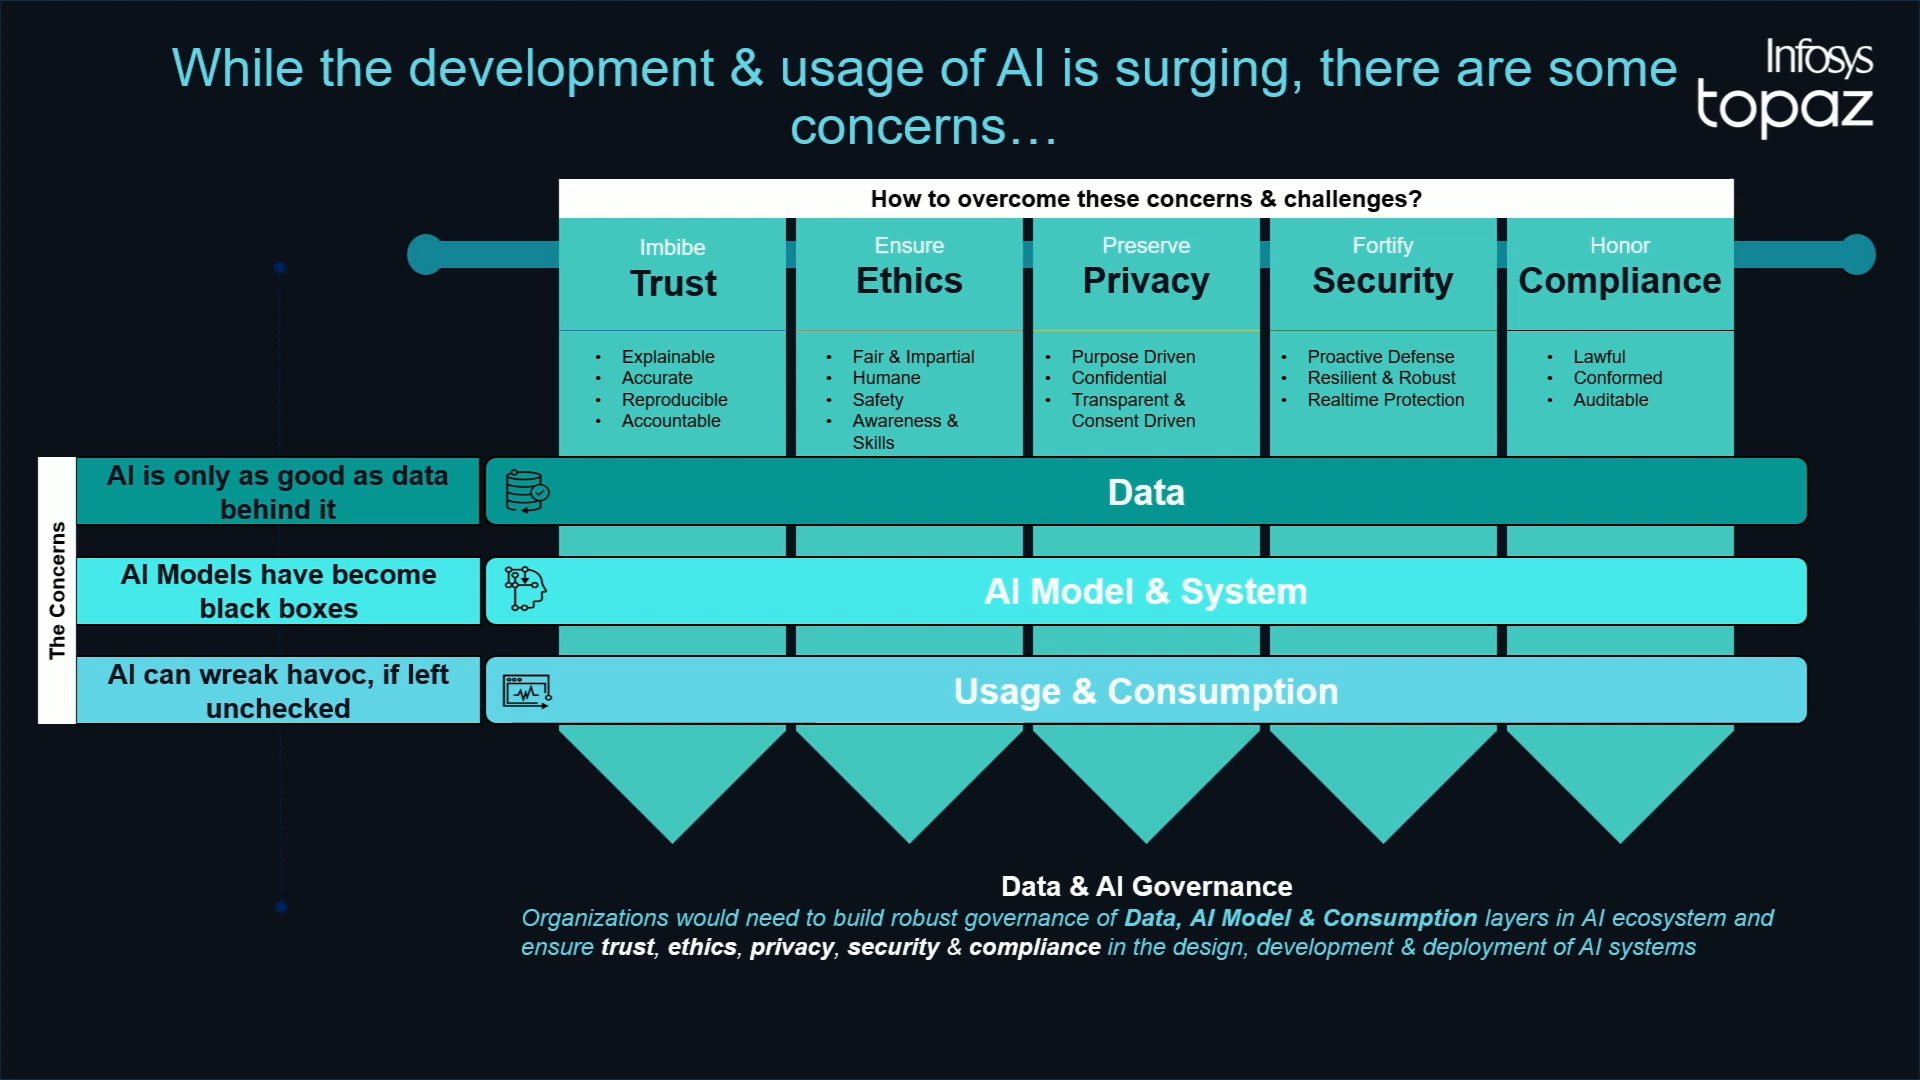 While the development & usage of AI is surging, there are some
concerns…
Infosys
topaz
How to overcome these concerns & challenges?
Imbibe
Trust
• Explainable
• Accurate
• Reproducible
• Accountable
Ensure
Ethics
• Fair & Impartial
• Humane
• Safety
• Awareness &
Skills
Preserve
Privacy
• Purpose Driven
• Confidential
• Transparent &
Consent Driven
Fortify
Security
• Proactive Defense
• Resilient & Robust
• Realtime Protection
Honor
Compliance
• Lawful
• Conformed
• Auditable
The Concerns
AI is only as good as data
behind it
Data
AI Models have become
black boxes
AI Model & System
AI can wreak havoc, if left
unchecked
Usage & Consumption
Data & AI Governance
Organizations would need to build robust governance of Data, AI Model & Consumption layers in AI ecosystem and
ensure trust, ethics, privacy, security & compliance in the design, development & deployment of AI systems